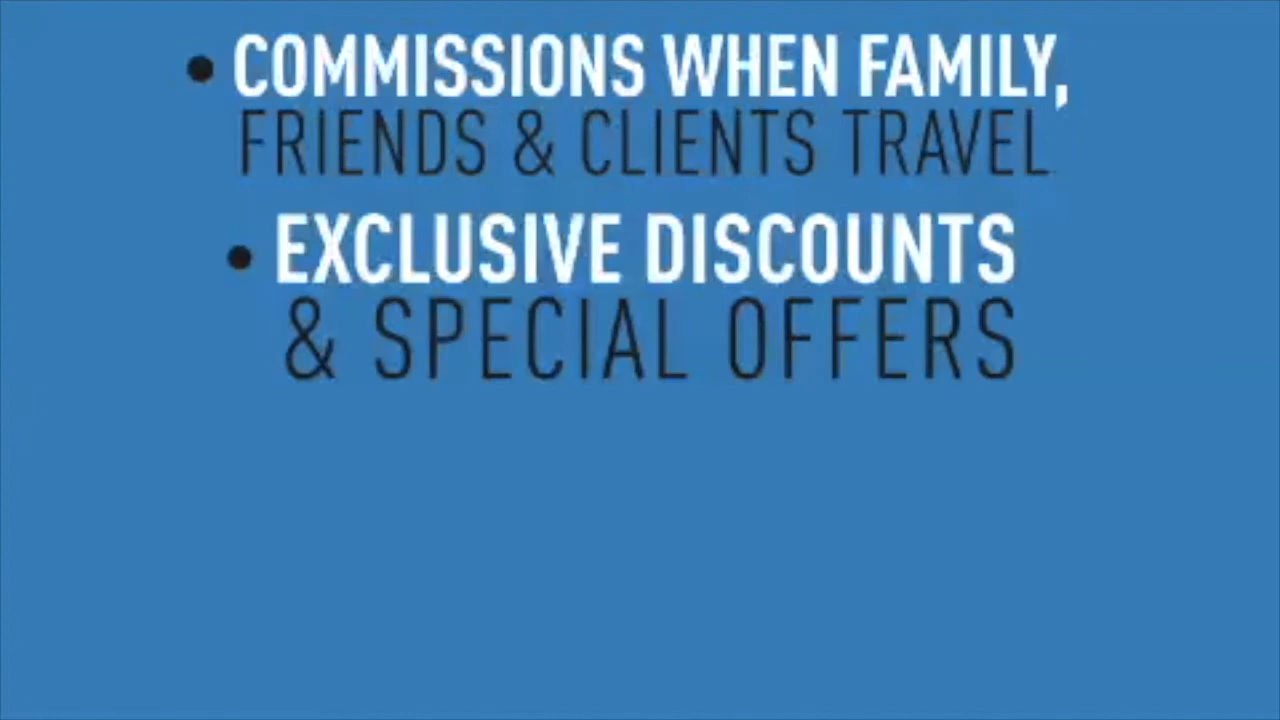 • COMMISSIONS WHEN FAMILY,
FRIENDS & CLIENTS TRAVEL
• EXCLUSIVE DISCOUNTS
& SPECIAL OFFERS